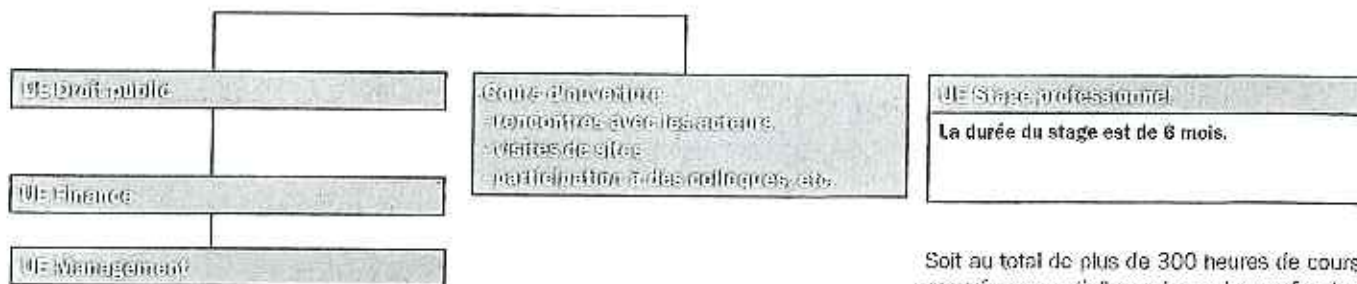 UE Droit public
UE Finance
UE Management
d'ouverture
- rencontres avec les acteurs,
- visites de sites
- participation à des colloques, etc.
UE Stage professionnel
La durée du stage est de 6 mois.
Soit au total de plus de 300 heures de cours